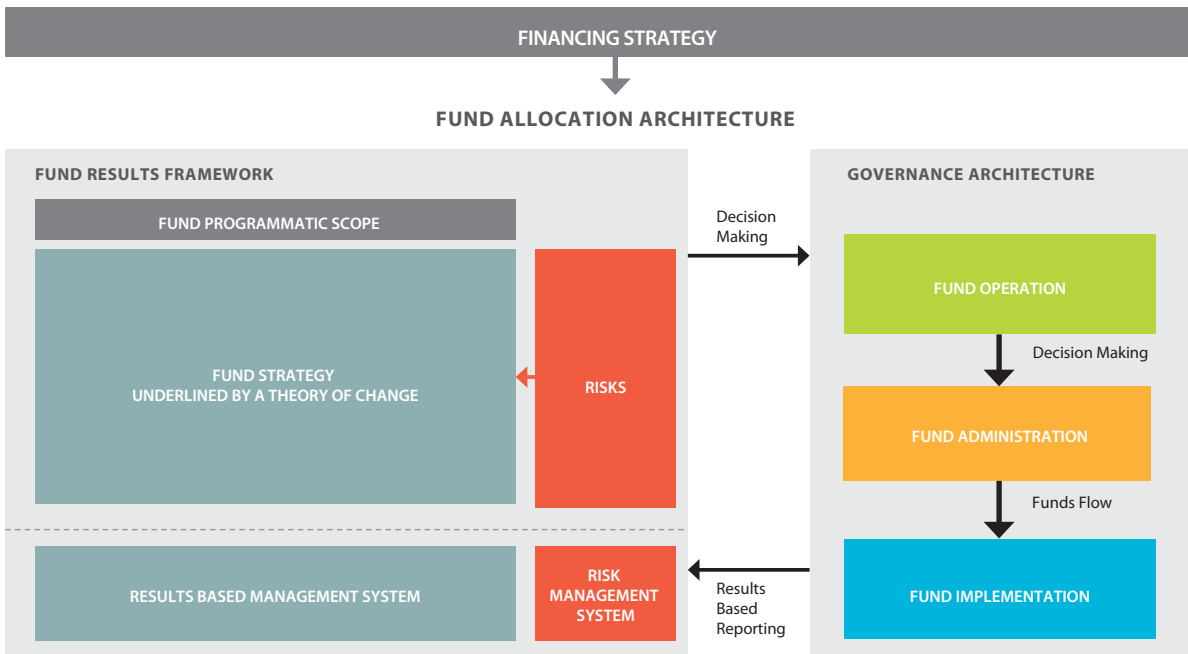 FINANCING STRATEGY
FUND ALLOCATION ARCHITECTURE
FUND RESULTS FRAMEWORK
FUND PROGRAMMATIC SCOPE
FUND STRATEGY
UNDERLINED BY A THEORY OF CHANGE
RISKS
RESULTS BASED MANAGEMENT SYSTEM
RISK
MANAGEMENT
SYSTEM
Decision
Making
Results
Based
Reporting
GOVERNANCE ARCHITECTURE
FUND OPERATION
Decision Making
FUND ADMINISTRATION
Funds Flow
FUND IMPLEMENTATION